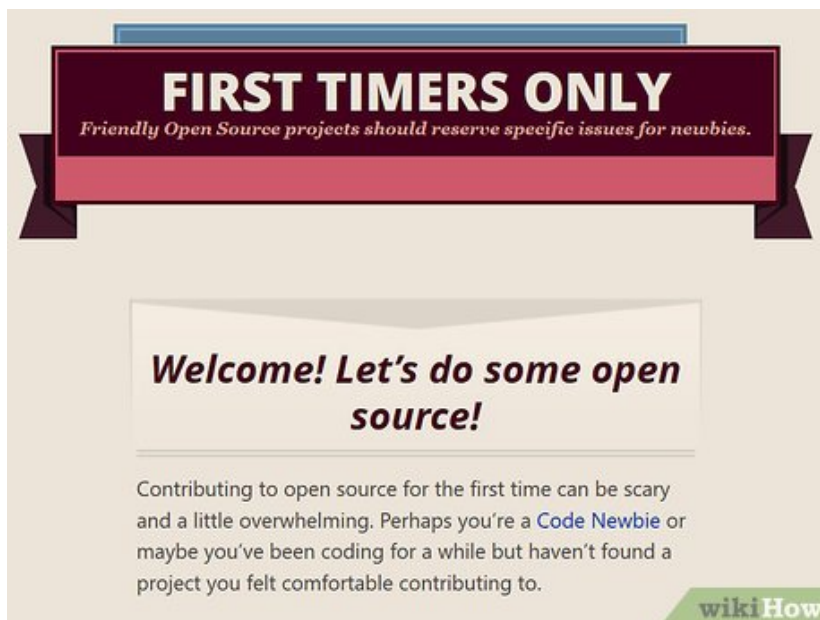 FIRST TIMERS ONLY
Friendly Open Source projects should reserve specific issues for newbies.
Welcome! Let’s do some open
source!
Contributing to open source for the first time can be scary
and a little overwhelming. Perhaps you’re a Code Newbie or
maybe you’ve been coding for a while but haven’t found a
project you felt comfortable contributing to.
wikiHow